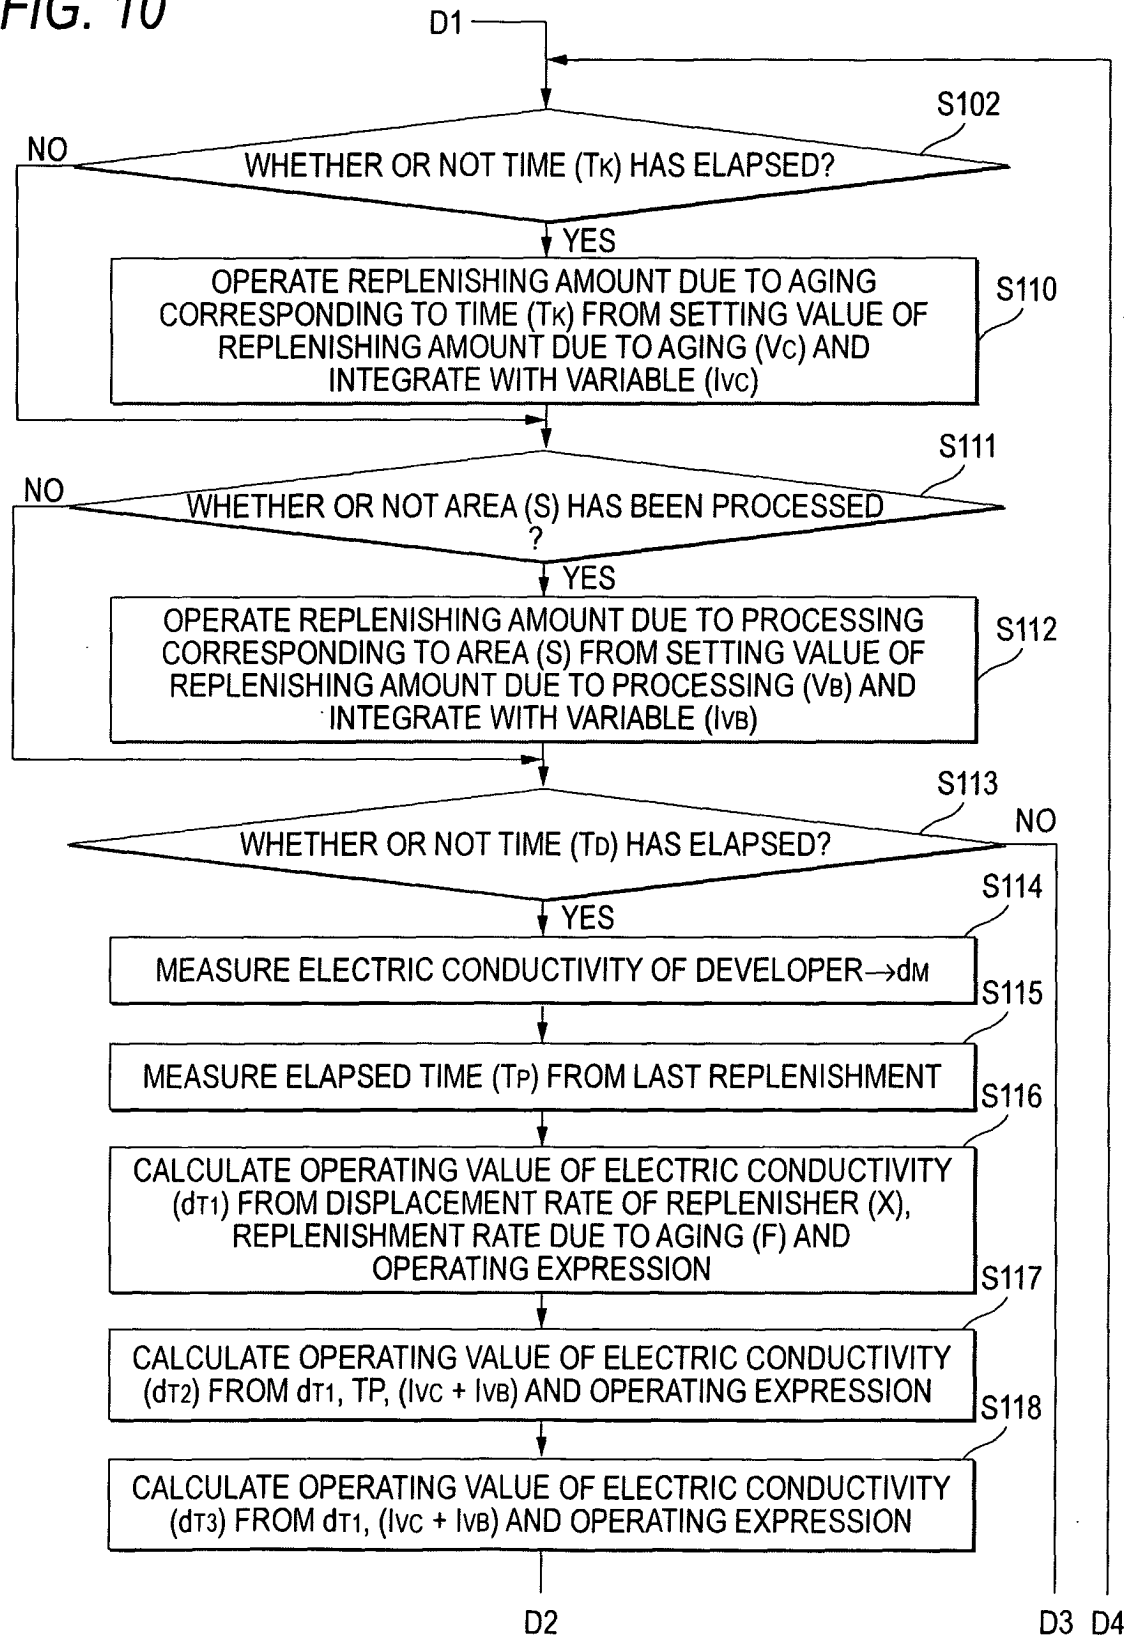 FIG. 10
D1
S102
NO
WHETHER OR NOT TIME (TK) HAS ELAPSED?
YES
S110
OPERATE REPLENISHING AMOUNT DUE TO AGING
CORRESPONDING TO TIME (TK) FROM SETTING VALUE OF
REPLENISHING AMOUNT DUE TO AGING (VC) AND
INTEGRATE WITH VARIABLE (IVC)
S111
NO
WHETHER OR NOT AREA (S) HAS BEEN PROCESSED
?
YES
S112
OPERATE REPLENISHING AMOUNT DUE TO PROCESSING
CORRESPONDING TO AREA (S) FROM SETTING VALUE OF
REPLENISHING AMOUNT DUE TO PROCESSING (VB) AND
INTEGRATE WITH VARIABLE (IVB)
S113
NO
WHETHER OR NOT TIME (TD) HAS ELAPSED?
YES
S114
MEASURE ELECTRIC CONDUCTIVITY OF DEVELOPER→dM
S115
MEASURE ELAPSED TIME (TP) FROM LAST REPLENISHMENT
S116
CALCULATE OPERATING VALUE OF ELECTRIC CONDUCTIVITY
(dT1) FROM DISPLACEMENT RATE OF REPLENISHER (X),
REPLENISHMENT RATE DUE TO AGING (F) AND
OPERATING EXPRESSION
S117
CALCULATE OPERATING VALUE OF ELECTRIC CONDUCTIVITY
(dT2) FROM dT1, TP, (IVC + IVB) AND OPERATING EXPRESSION
S118
CALCULATE OPERATING VALUE OF ELECTRIC CONDUCTIVITY
(dT3) FROM dT1, (IVC + IVB) AND OPERATING EXPRESSION
D2
D3 D4